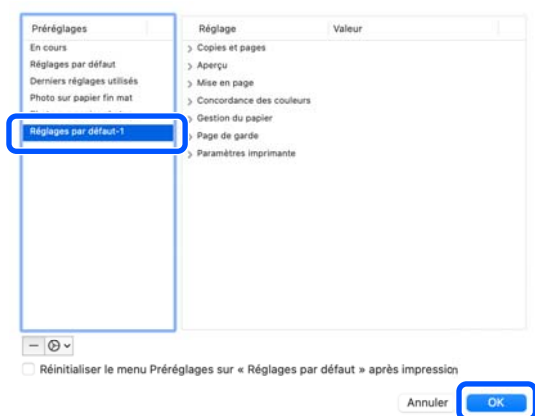 Préréglages
Réglage
Valeur
En cours
Réglages par défaut
Derniers réglages utilisés
Photo sur papier fin mat
Réglages par défaut-1
Copies et pages
Aperçu
Mise en page
Concordance des couleurs
Gestion du papier
Page de garde
Paramètres imprimante
Réinitialiser le menu Préréglages sur « Réglages par défaut » après impression
Annuler
OK